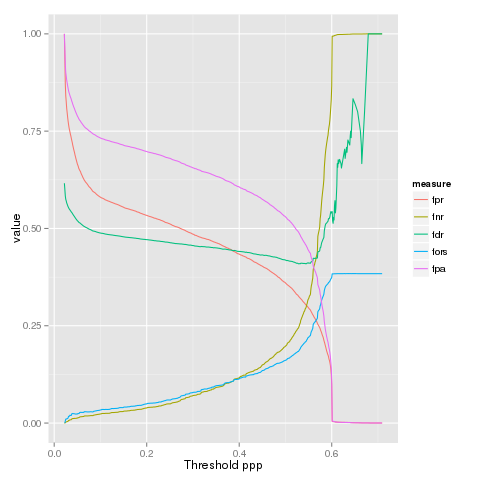 1.00
0.75
0.50
0.25
0.00
value
0.0
0.2
0.4
0.6
Threshold ppp
measure
fpr
fnr
fdr
fors
fpa